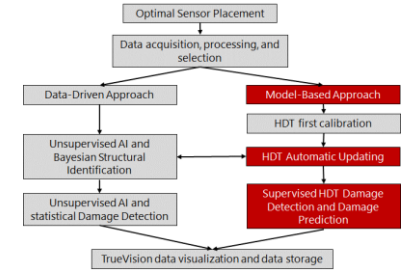 Optimal Sensor Placement
Data acquisition, processing, and
selection
Data-Driven Approach
Model-Based Approach
HDT first calibration
Unsupervised AI and
Bayesian Structural
Identification
HDT Automatic Updating
Unsupervised AI and
statistical Damage Detection
Supervised HDT Damage
Detection and Damage
Prediction
TrueVision data visualization and data storage